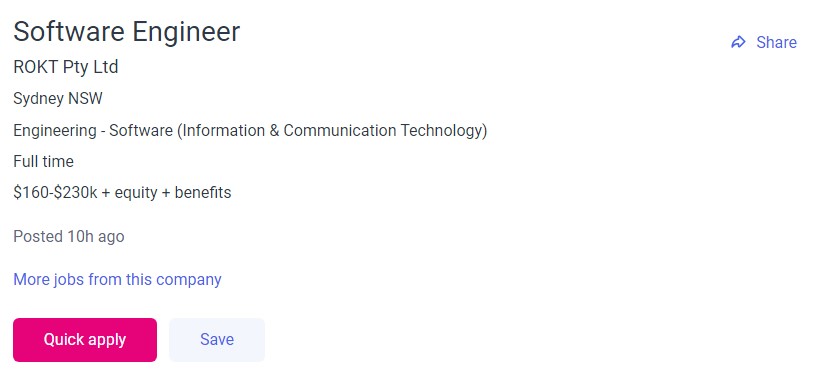 Software Engineer
Share
ROKT Pty Ltd
Sydney NSW
Engineering - Software (Information & Communication Technology)
Full time
$160-$230k + equity + benefits
Posted 10h ago
More jobs from this company
Quick apply
Save